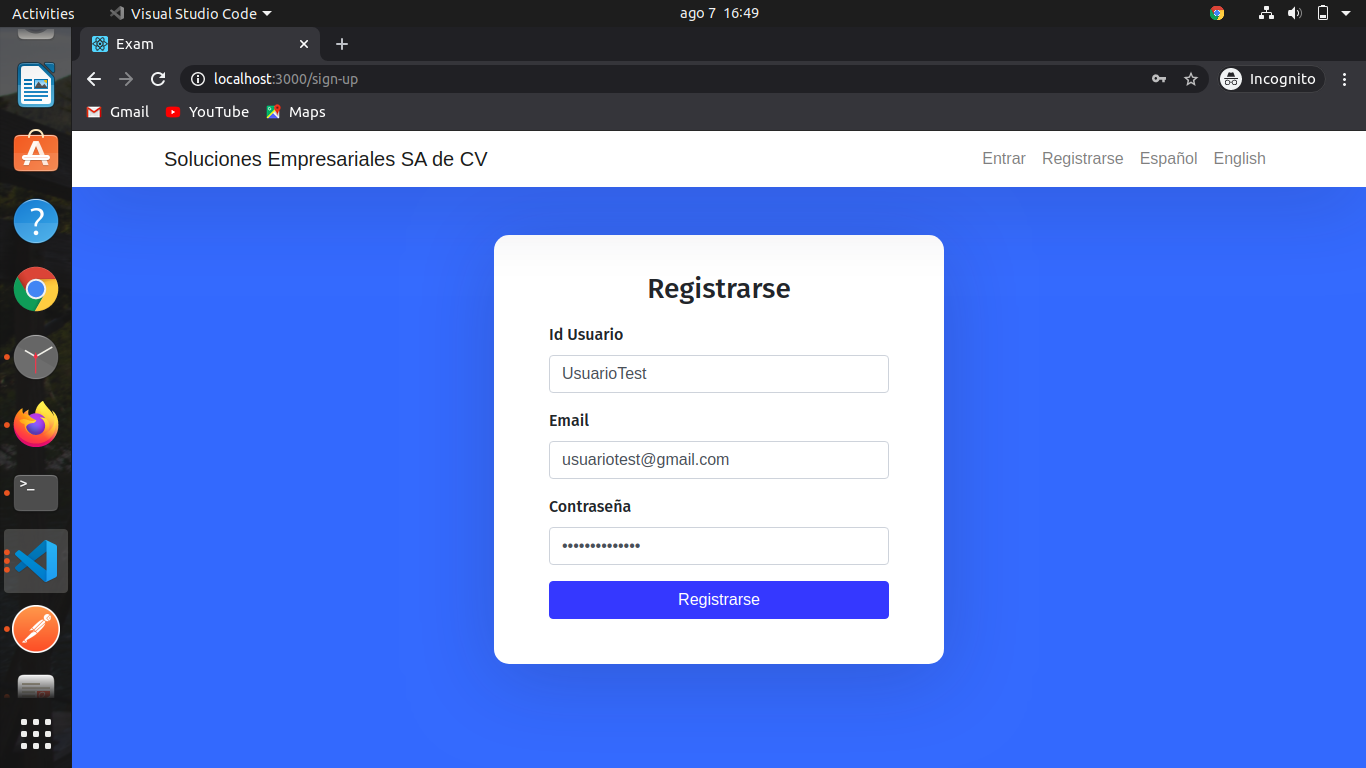 Activities Visual Studio Code ago 7 16:49
Exam
localhost:3000/sign-up Incognito
Gmail YouTube Maps
Soluciones Empresariales SA de CV Entrar Registrarse Español English
Registrarse
Id Usuario
UsuarioTest
Email
usuariotest@gmail.com
Contraseña
••••••••••••••
Registrarse